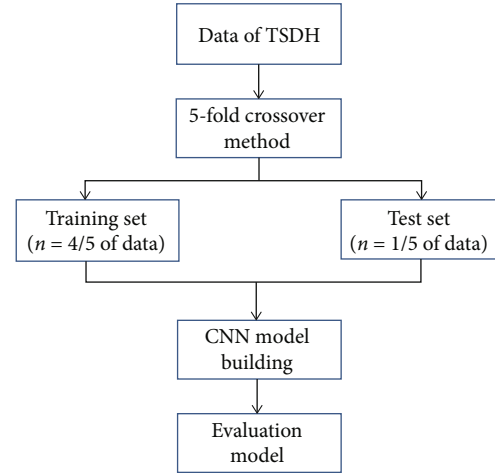 Data of TSDH
5-fold crossover
method
Training set
(n = 4/5 of data)
Test set
(n = 1/5 of data)
CNN model
building
Evaluation
model